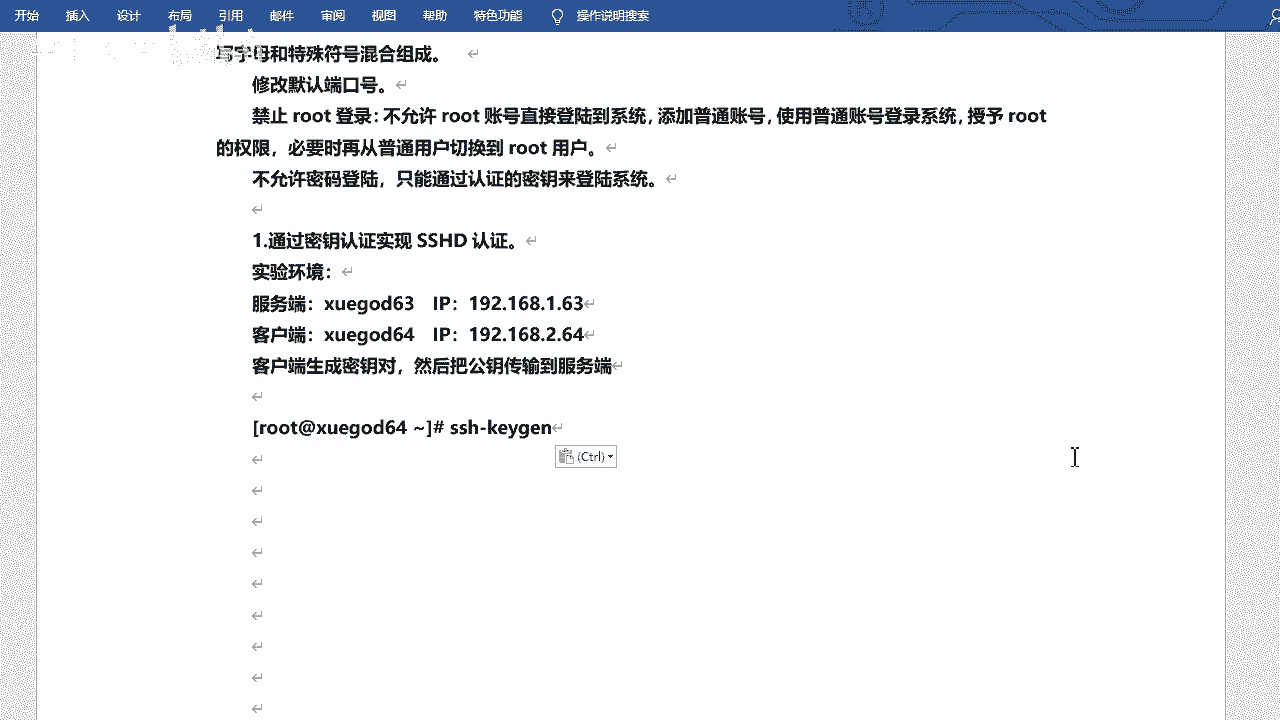 开始 插入 设计 布局 引用 邮件 审阅 视图 帮助 特色功能 操作说明搜索
写字母和特殊符号混合组成。
修改默认端口号。
禁止 root 登录：不允许 root 账号直接登陆到系统，添加普通账号，使用普通账号登录系统，授予 root
的权限，必要时再从普通用户切换到 root 用户。
不允许密码登陆，只能通过认证的密钥来登陆系统。
1.通过密钥认证实现 SSHD 认证。
实验环境：
服务端：xuegod63 IP：192.168.1.63
客户端：xuegod64 IP：192.168.2.64
客户端生成密钥对，然后把公钥传输到服务端
[root@xuegod64 ~]# ssh-keygen
(Ctrl)